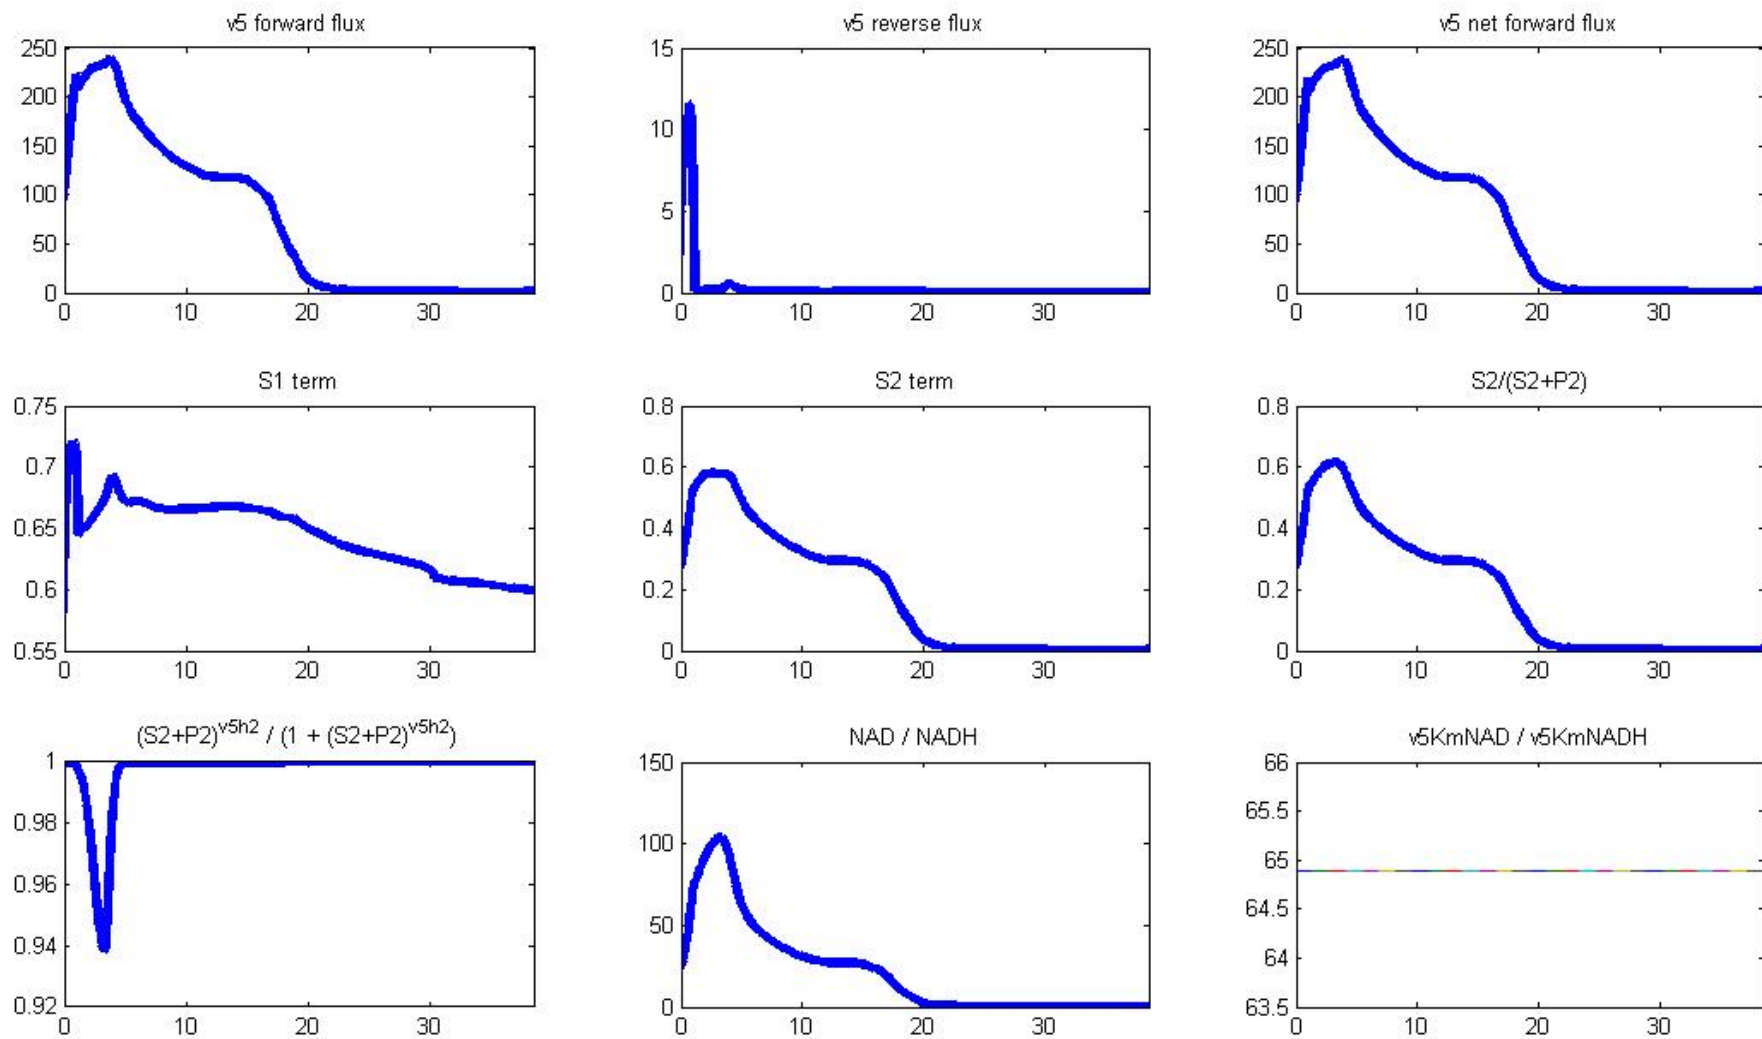 v5 forward flux
250
200
150
100
50
0
0 10 20 30
v5 reverse flux
15
10
5
0
0 10 20 30
v5 net forward flux
250
200
150
100
50
0
0 10 20 30
S1 term
0.75
0.7
0.65
0.6
0.55
0 10 20 30
S2 term
0.8
0.6
0.4
0.2
0
0 10 20 30
S2/(S2+P2)
0.8
0.6
0.4
0.2
0
0 10 20 30
(S2+P2)^v5h2 / (1 + (S2+P2)^v5h2)
1
0.98
0.96
0.94
0.92
0 10 20 30
NAD / NADH
150
100
50
0
0 10 20 30
v5KmNAD / v5KmNADH
66
65.5
65
64.5
64
63.5
0 10 20 30